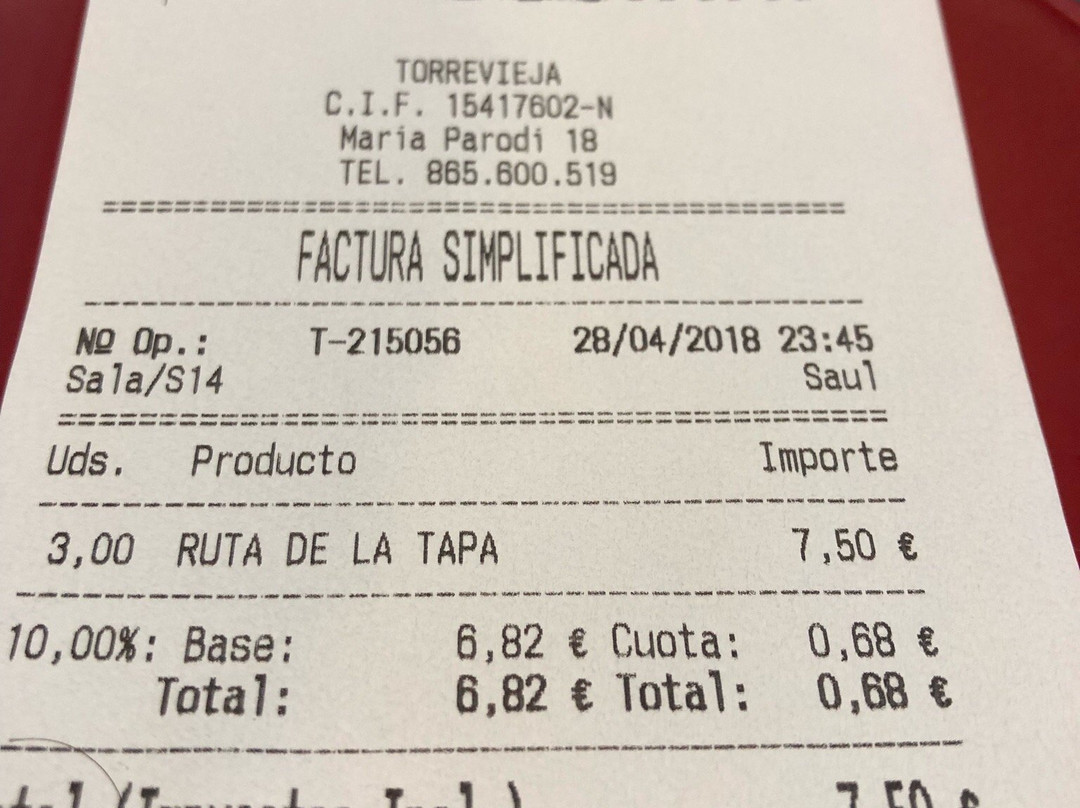 TORREVIEJA
C.I.F. 15417602-N
Maria Parodi 18
TEL. 865.600.519
FACTURA SIMPLIFICADA
Nº Op.: T-215056 28/04/2018 23:45
Sala/S14 Saul
Uds. Producto Importe
3,00 RUTA DE LA TAPA 7,50 €
10,00%: Base: 6,82 € Cuota: 0,68 €
Total: 6,82 € Total: 0,68 €
7,50 €